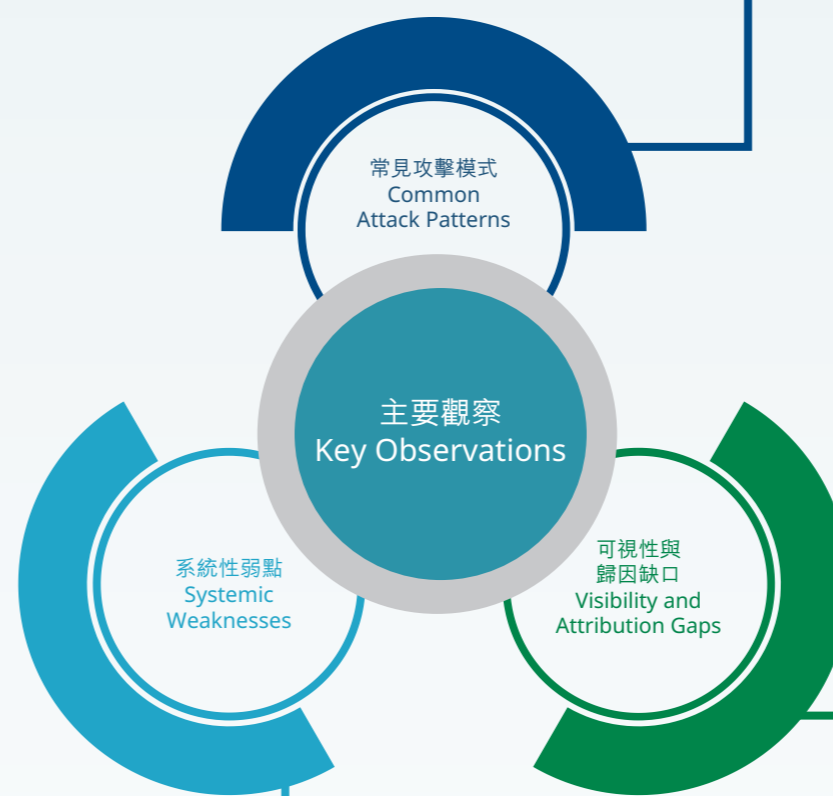 常見攻擊模式
Common
Attack Patterns
主要觀察
Key Observations
系統性弱點
Systemic
Weaknesses
可視性與
歸因缺口
Visibility and
Attribution Gaps